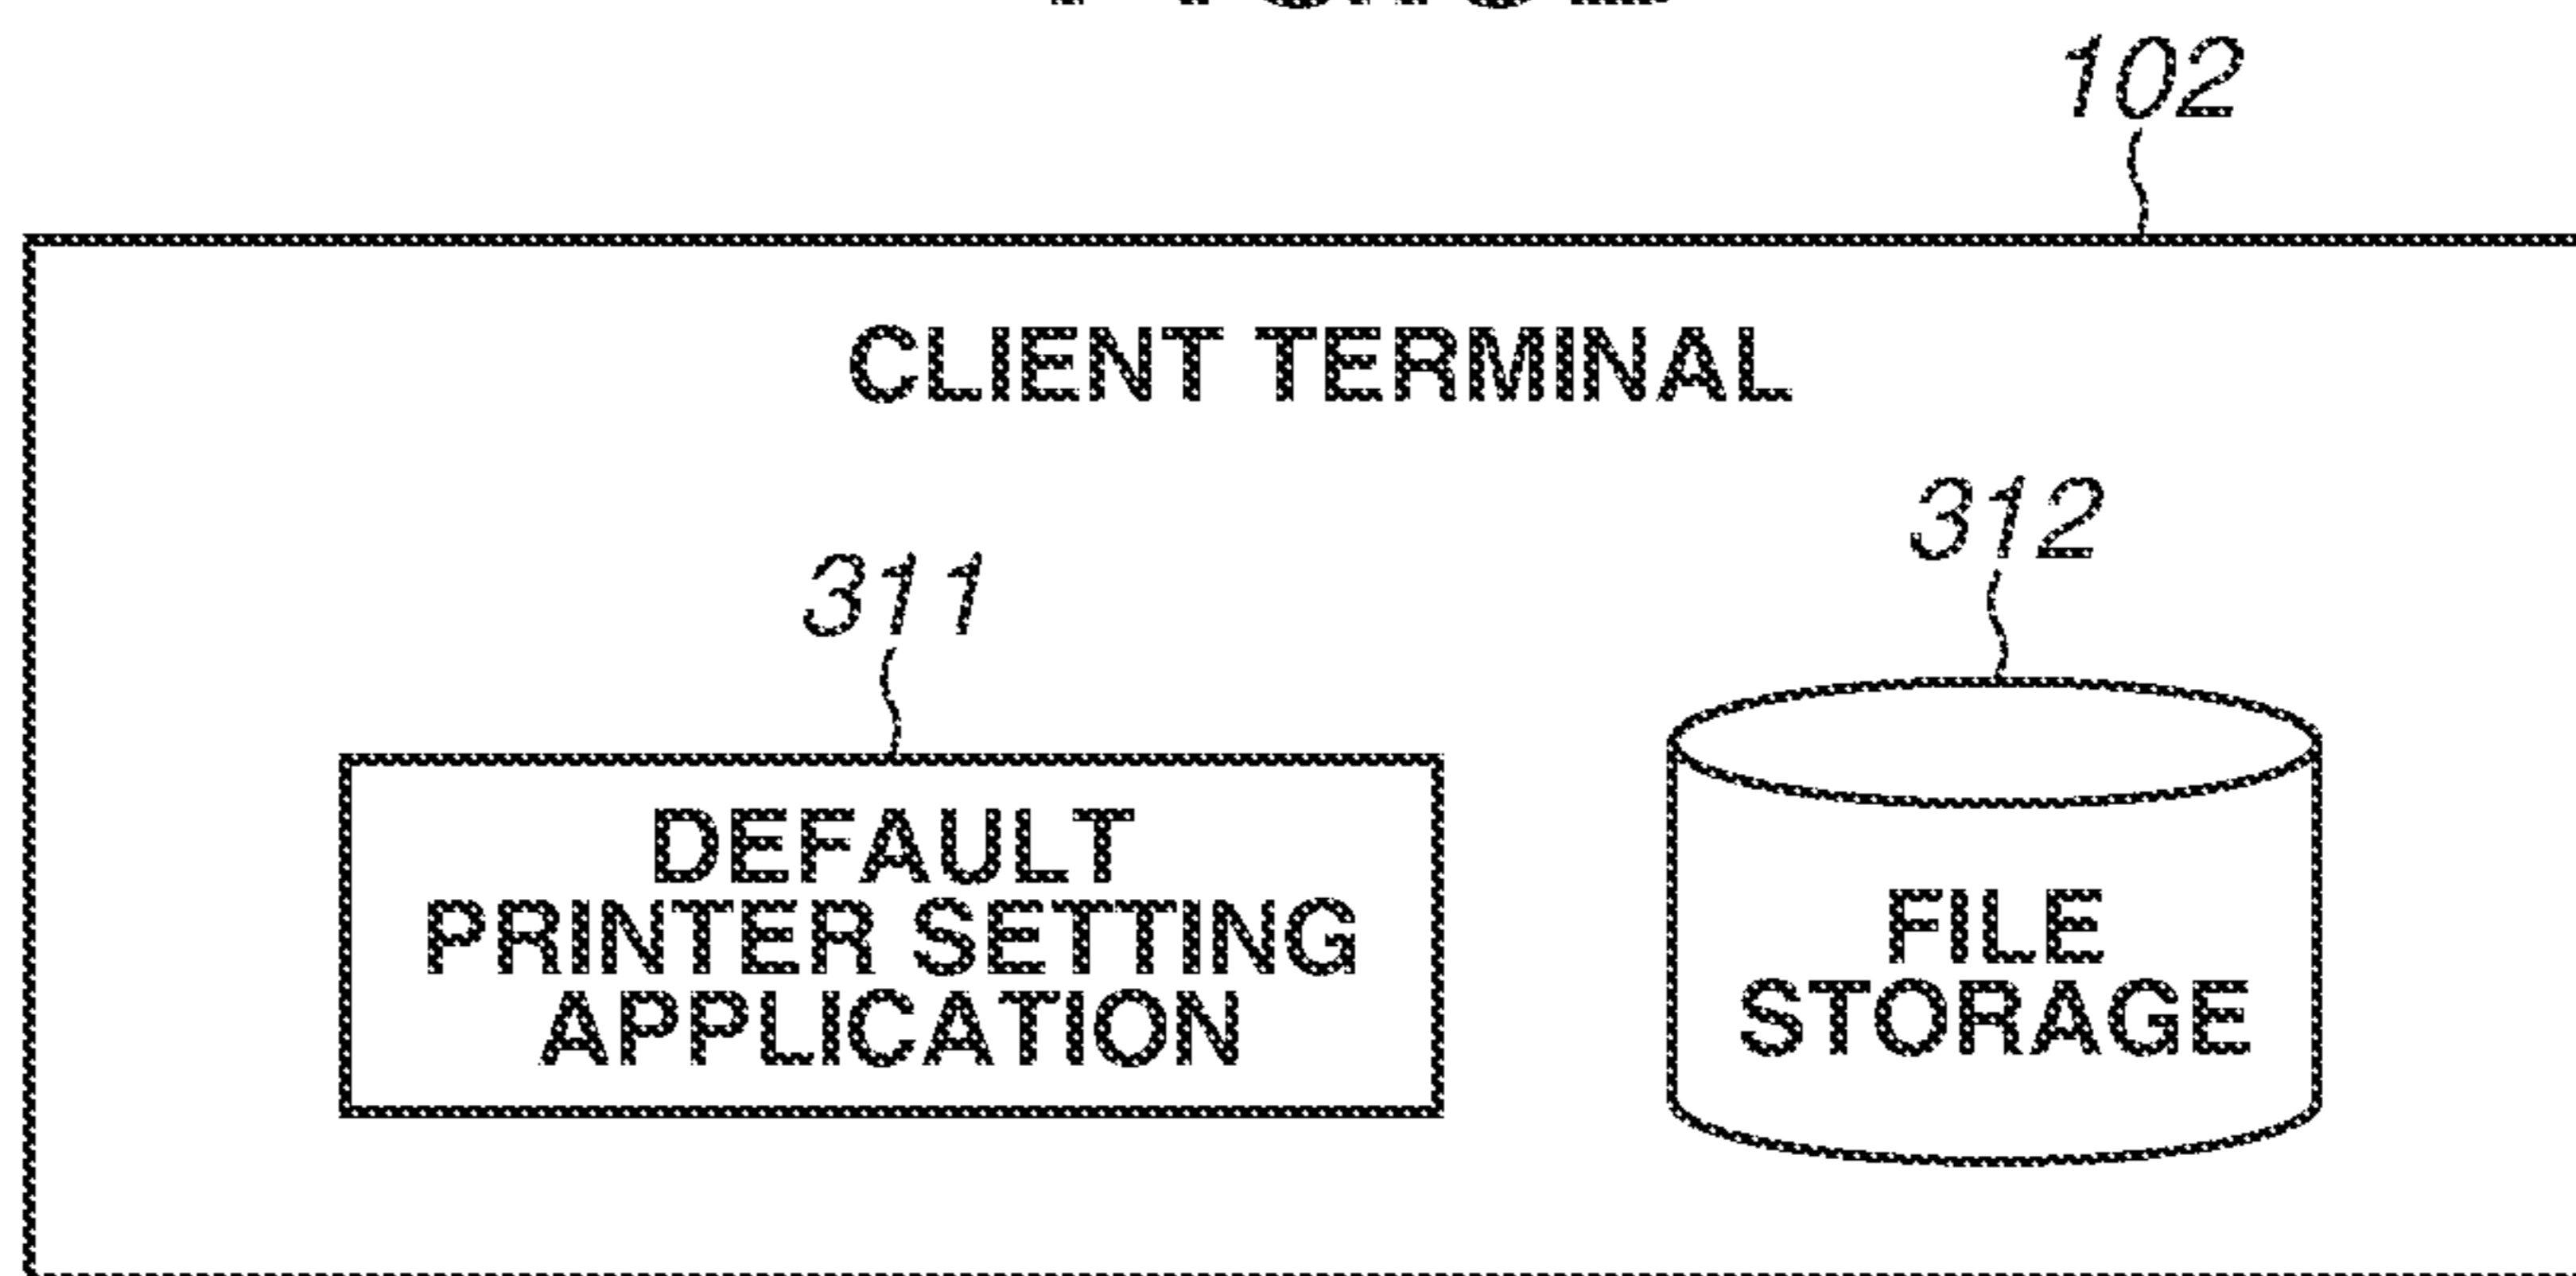 102
CLIENT TERMINAL
312
311
DEFAULT
PRINTER SETTING
APPLICATION
FILE
STORAGE